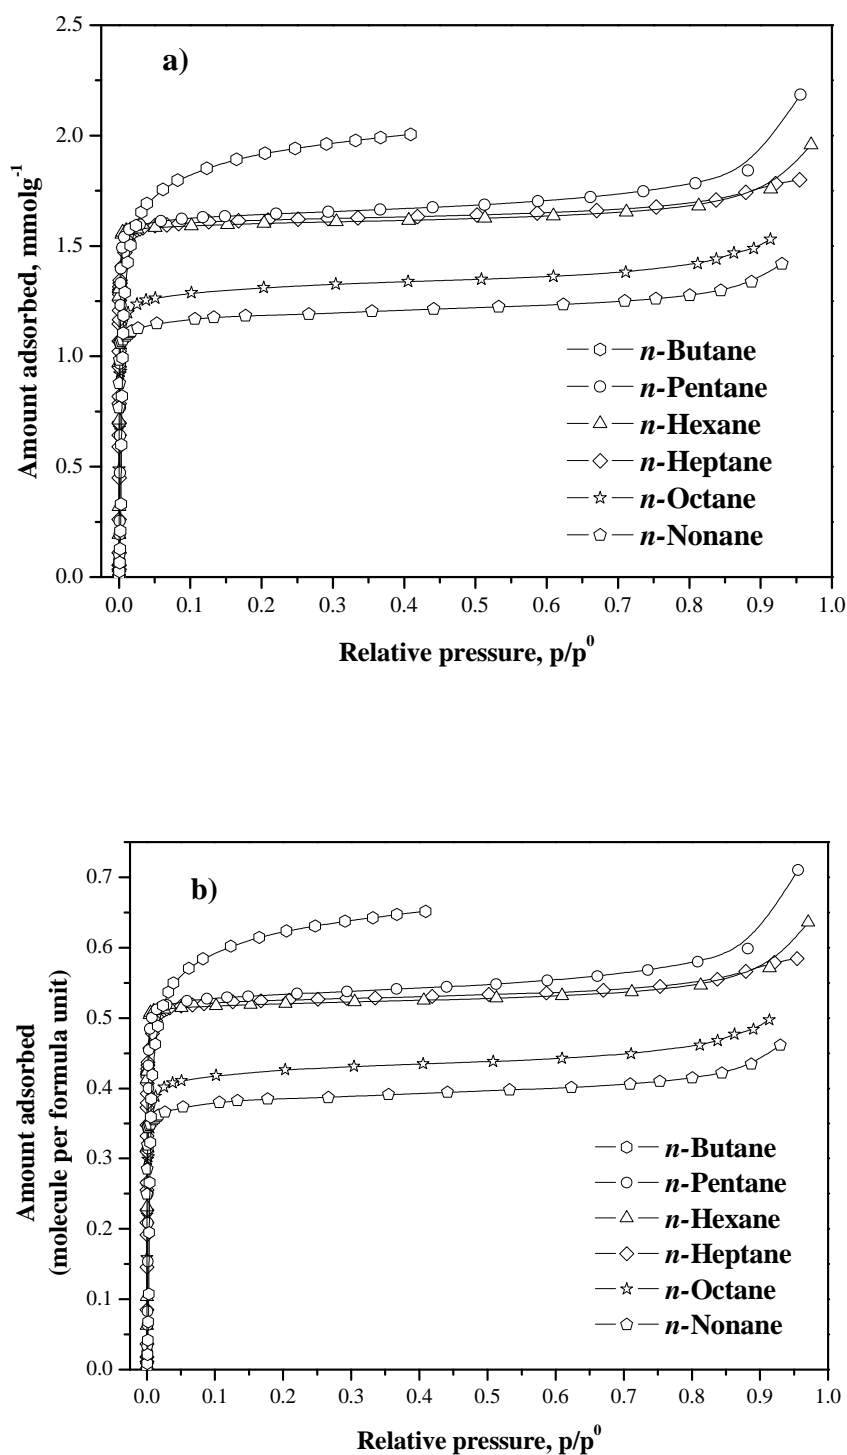 a)
2.5
2.0
1.5
1.0
0.5
0.0
Amount adsorbed, mmolg⁻¹
n-Butane
n-Pentane
n-Hexane
n-Heptane
n-Octane
n-Nonane
0.0 0.1 0.2 0.3 0.4 0.5 0.6 0.7 0.8 0.9 1.0
Relative pressure, p/p⁰
b)
0.7
0.6
0.5
0.4
0.3
0.2
0.1
0.0
Amount adsorbed
(molecule per formula unit)
n-Butane
n-Pentane
n-Hexane
n-Heptane
n-Octane
n-Nonane
0.0 0.1 0.2 0.3 0.4 0.5 0.6 0.7 0.8 0.9 1.0
Relative pressure, p/p⁰